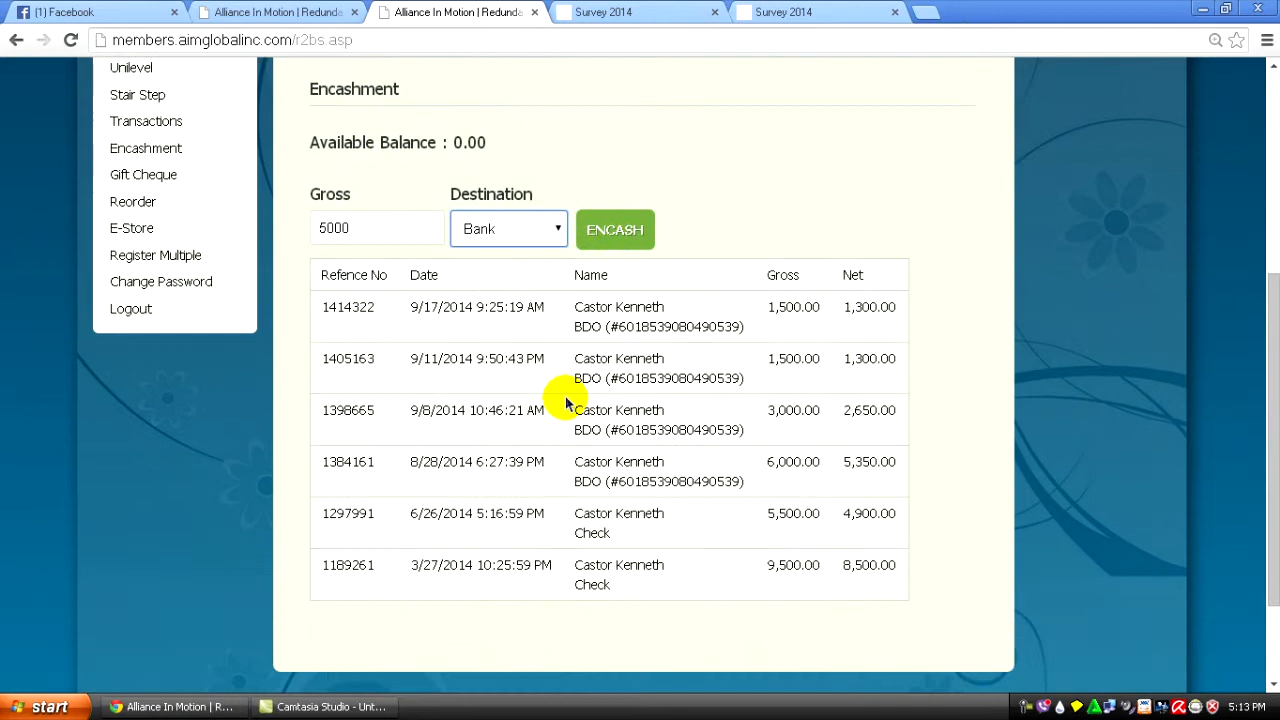 (1) Facebook
Alliance In Motion | Redunda
Alliance In Motion | Redunda
Survey 2014
Survey 2014
members.aimglobalinc.com/r2bs.asp
Unilevel
Stair Step
Transactions
Encashment
Gift Cheque
Reorder
E-Store
Register Multiple
Change Password
Logout
Encashment
Available Balance : 0.00
Gross Destination
5000 Bank ENCASH
Refence No Date Name Gross Net
1414322 9/17/2014 9:25:19 AM Castor Kenneth 1,500.00 1,300.00
BDO (#6018539080490539)
1405163 9/11/2014 9:50:43 PM Castor Kenneth 1,500.00 1,300.00
BDO (#6018539080490539)
1398665 9/8/2014 10:46:21 AM Castor Kenneth 3,000.00 2,650.00
BDO (#6018539080490539)
1384161 8/28/2014 6:27:39 PM Castor Kenneth 6,000.00 5,350.00
BDO (#6018539080490539)
1297991 6/26/2014 5:16:59 PM Castor Kenneth 5,500.00 4,900.00
Check
1189261 3/27/2014 10:25:59 PM Castor Kenneth 9,500.00 8,500.00
Check
start
Alliance In Motion | R...
Camtasia Studio - Unt...
5:13 PM